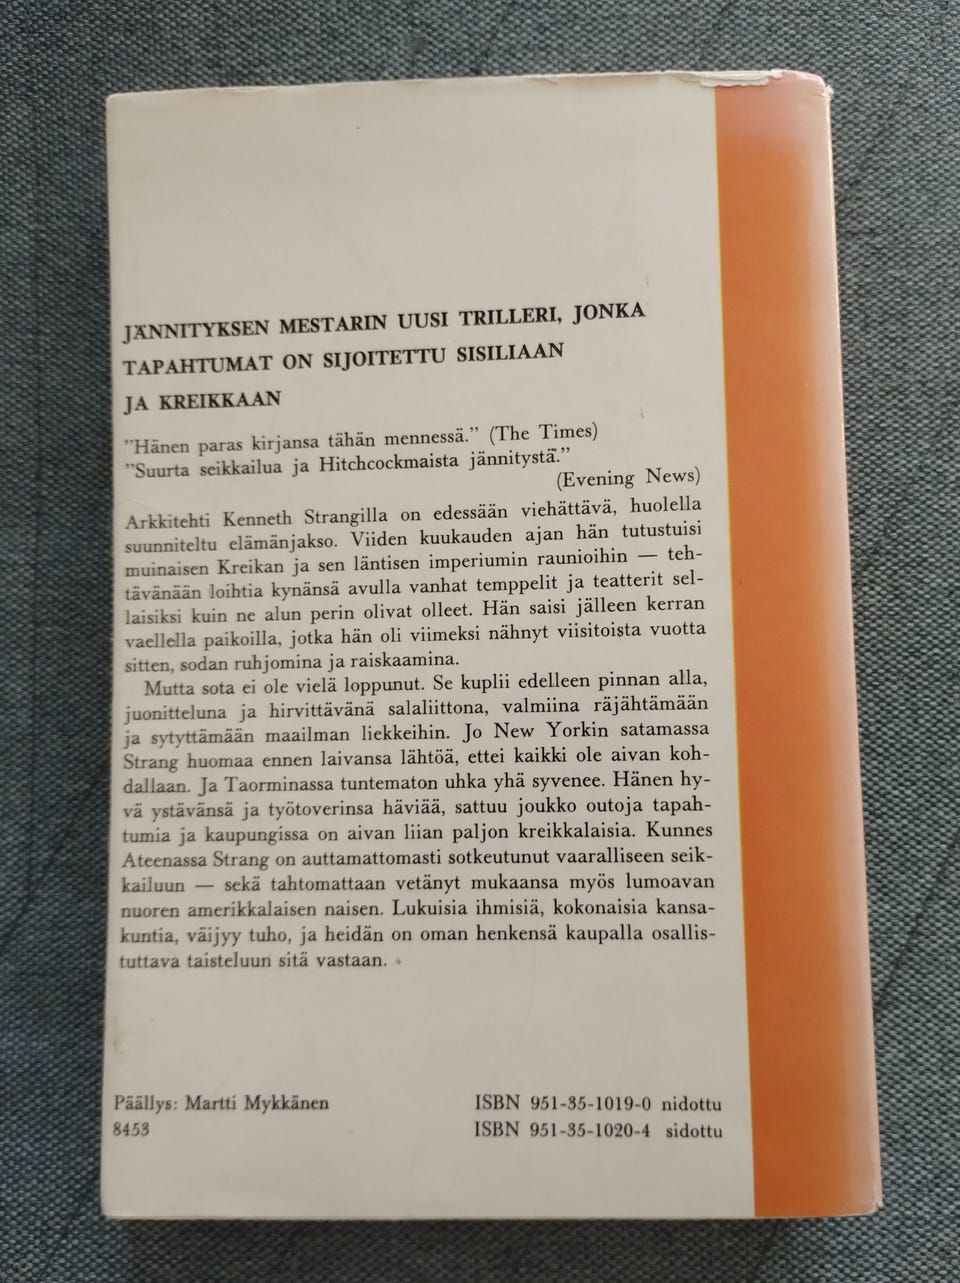 JÄNNITYKSEN MESTARIN UUSI TRILLERI, JONKA
TAPAHTUMAT ON SIJOITETTU SISILIAAN
JA KREIKKAAN
”Hänen paras kirjansa tähän mennessä.” (The Times)
”Suurta seikkailua ja Hitchcockmaista jännitystä.”
(Evening News)
Arkkitehti Kenneth Strangilla on edessään viehättävä, huolella
suunniteltu elämänjakso. Viiden kuukauden ajan hän tutustuisi
muinaisen Kreikan ja sen läntisen imperiumin raunioihin — teh-
tävänään loihtia kynänsä avulla vanhat temppelit ja teatterit sel-
laisiksi kuin ne alun perin olivat olleet. Hän saisi jälleen kerran
vaellella paikoilla, jotka hän oli viimeksi nähnyt viisitoista vuotta
sitten, sodan ruhjomina ja raiskaamina.
Mutta sota ei ole vielä loppunut. Se kuplii edelleen pinnan alla,
juonitteluna ja hirvittävänä salaliittona, valmiina räjähtämään
ja sytyttämään maailman liekkeihin. Jo New Yorkin satamassa
Strang huomaa ennen laivansa lähtöä, ettei kaikki ole aivan koh-
dallaan. Ja Taorminassa tuntematon uhka yhä syvenee. Hänen hy-
vä ystävänsä ja työtoverinsa häviää, sattuu joukko outoja tapah-
tumia ja kaupungissa on aivan liian paljon kreikkalaisia. Kunnes
Ateenassa Strang on auttamattomasti sotkeutunut vaaralliseen seik-
kailuun — sekä tahtomattaan vetänyt mukaansa myös lumoavan
nuoren amerikkalaisen naisen. Lukuisia ihmisiä, kokonaisia kansa-
kuntia, väijyy tuho, ja heidän on oman henkensä kaupalla osallis-
tuttava taisteluun sitä vastaan.
Päällys: Martti Mykkänen
8453
ISBN 951-35-1019-0 nidottu
ISBN 951-35-1020-4 sidottu